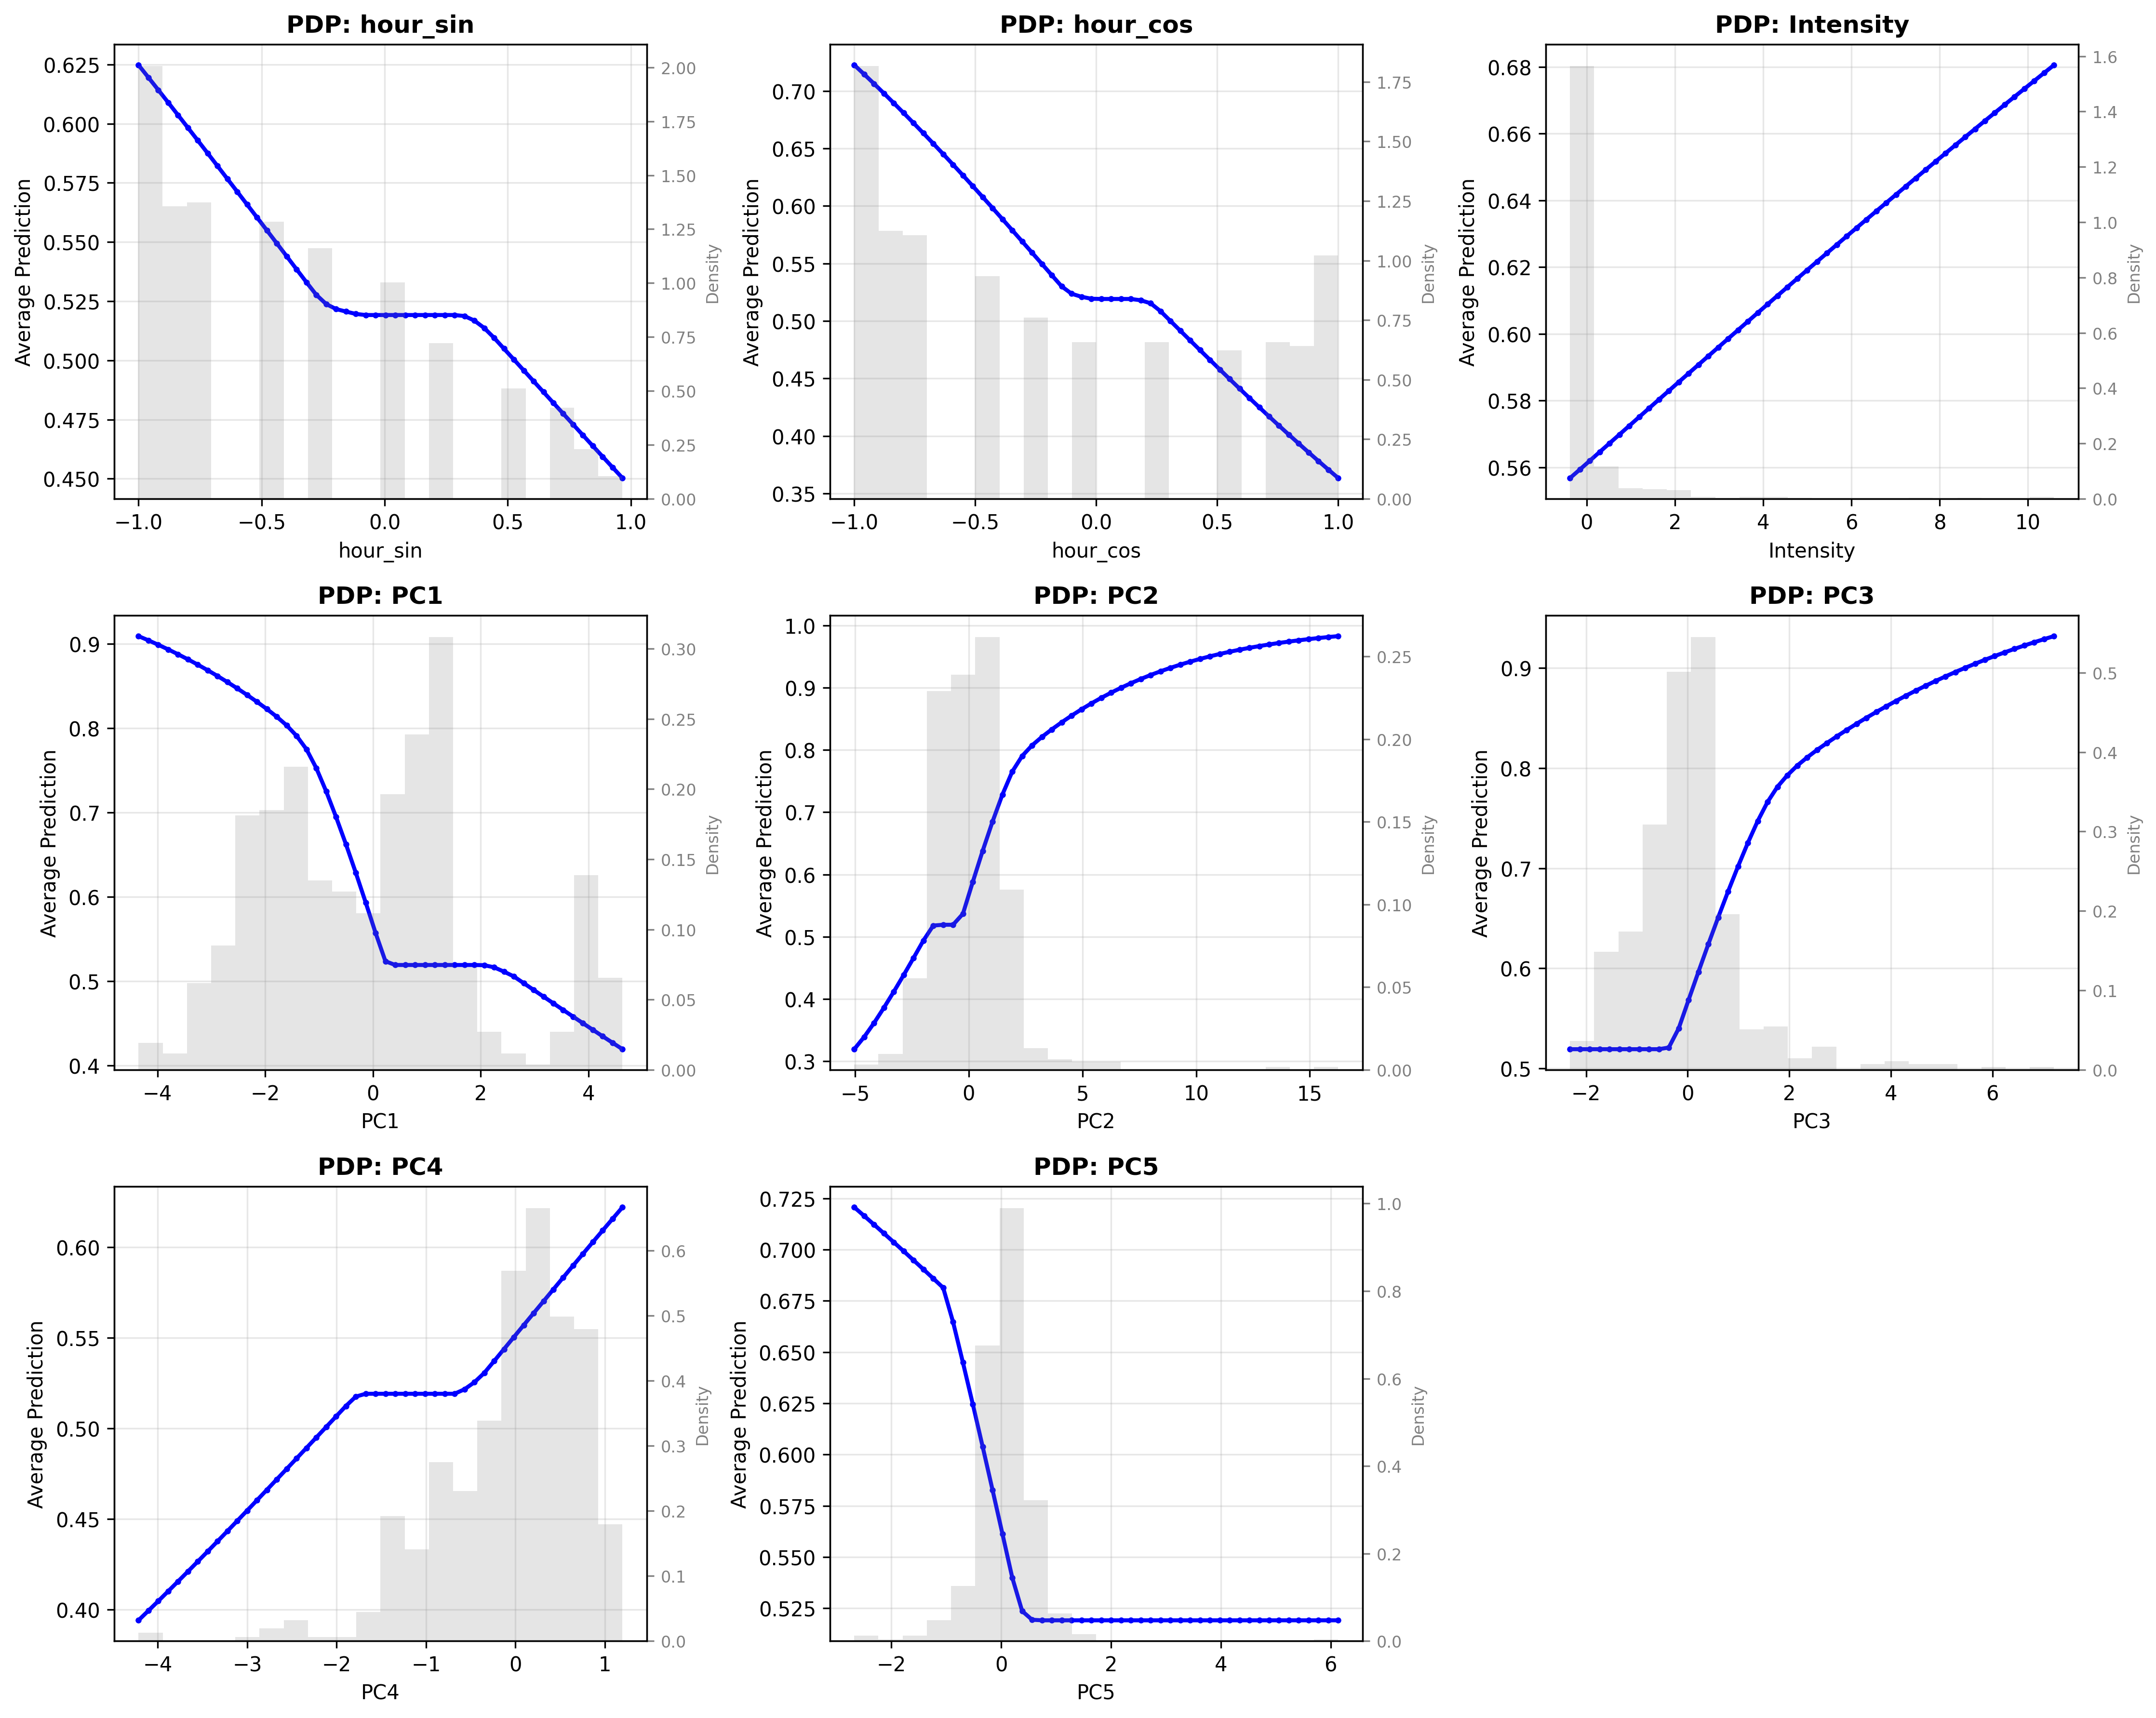 PDP: hour_sin
Average Prediction
0.625
0.600
0.575
0.550
0.525
0.500
0.475
0.450
2.00
1.75
1.50
1.25
1.00
0.75
0.50
0.25
0.00
Density
−1.0 −0.5 0.0 0.5 1.0
hour_sin
PDP: hour_cos
Average Prediction
0.70
0.65
0.60
0.55
0.50
0.45
0.40
0.35
1.75
1.50
1.25
1.00
0.75
0.50
0.25
0.00
Density
−1.0 −0.5 0.0 0.5 1.0
hour_cos
PDP: Intensity
Average Prediction
0.68
0.66
0.64
0.62
0.60
0.58
0.56
1.6
1.4
1.2
1.0
0.8
0.6
0.4
0.2
0.0
Density
0 2 4 6 8 10
Intensity
PDP: PC1
Average Prediction
0.9
0.8
0.7
0.6
0.5
0.4
0.30
0.25
0.20
0.15
0.10
0.05
0.00
Density
−4 −2 0 2 4
PC1
PDP: PC2
Average Prediction
1.0
0.9
0.8
0.7
0.6
0.5
0.4
0.3
0.25
0.20
0.15
0.10
0.05
0.00
Density
−5 0 5 10 15
PC2
PDP: PC3
Average Prediction
0.9
0.8
0.7
0.6
0.5
0.5
0.4
0.3
0.2
0.1
0.0
Density
−2 0 2 4 6
PC3
PDP: PC4
Average Prediction
0.60
0.55
0.50
0.45
0.40
0.6
0.5
0.4
0.3
0.2
0.1
0.0
Density
−4 −3 −2 −1 0 1
PC4
PDP: PC5
Average Prediction
0.725
0.700
0.675
0.650
0.625
0.600
0.575
0.550
0.525
1.0
0.8
0.6
0.4
0.2
0.0
Density
−2 0 2 4 6
PC5